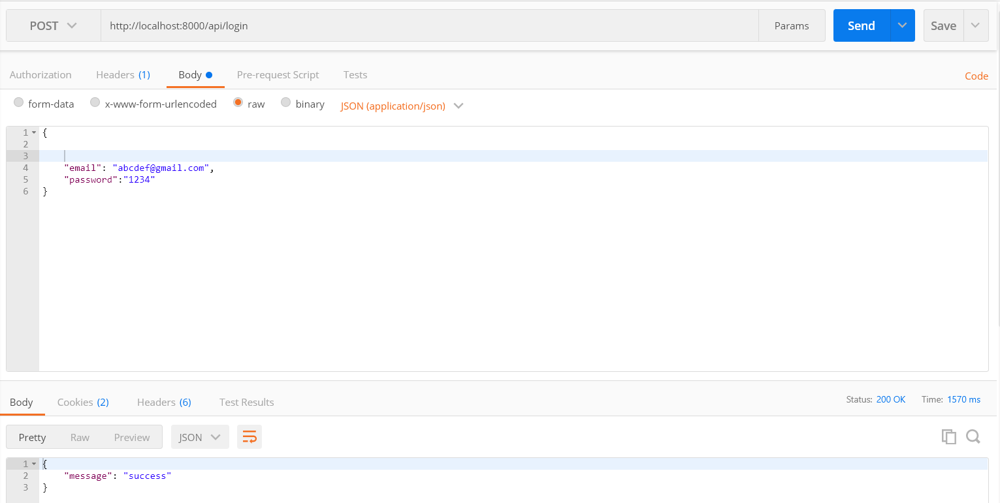 POST http://localhost:8000/api/login Params Send Save
Authorization Headers (1) Body Pre-request Script Tests Code
form-data x-www-form-urlencoded raw binary JSON (application/json)
1 {
2
3
4 "email": "abcdef@gmail.com",
5 "password":"1234"
6 }
Body Cookies (2) Headers (6) Test Results Status: 200 OK Time: 1570 ms
Pretty Raw Preview JSON
1 {
2 "message": "success"
3 }